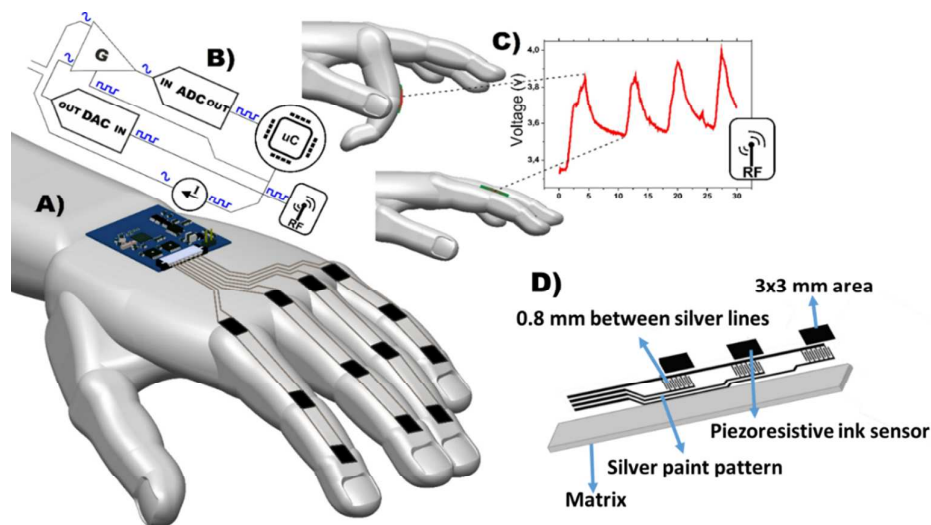 A)
B)
G
IN ADC OUT
OUT DAC IN
uC
I
RF
C)
Voltage (v)
4,0
3,8
3,6
3,4
0 5 10 15 20 25 30
RF
D)
3x3 mm area
0.8 mm between silver lines
Piezoresistive ink sensor
Silver paint pattern
Matrix